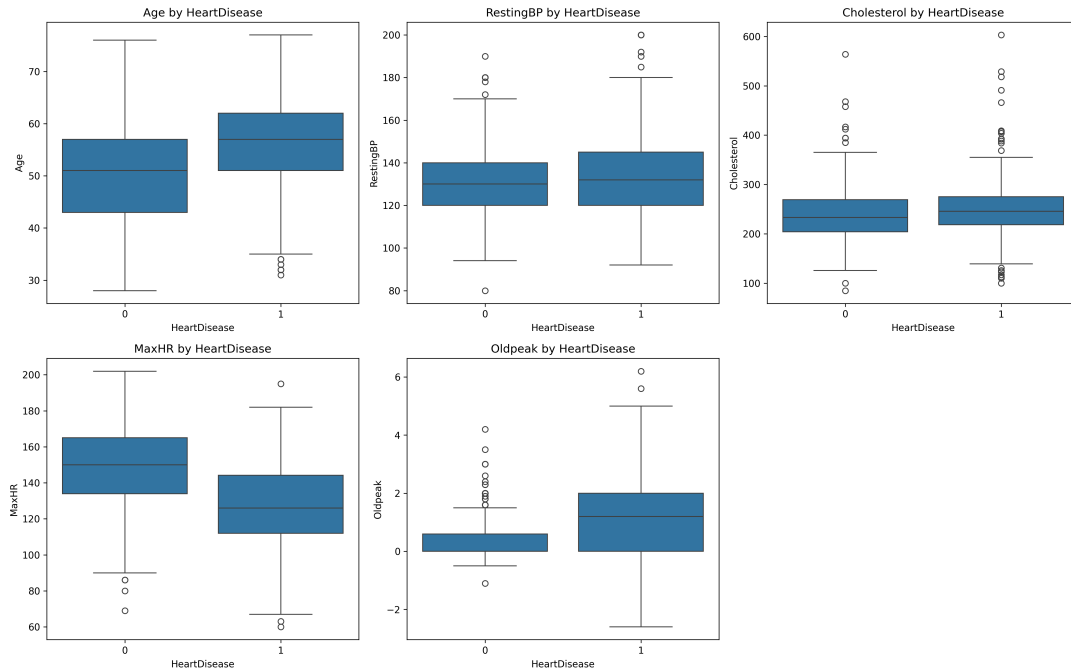 Age by HeartDisease
Age
70
60
50
40
30
0
1
HeartDisease
RestingBP by HeartDisease
RestingBP
200
180
160
140
120
100
80
0
1
HeartDisease
Cholesterol by HeartDisease
Cholesterol
600
500
400
300
200
100
0
1
HeartDisease
MaxHR by HeartDisease
MaxHR
200
180
160
140
120
100
80
60
0
1
HeartDisease
Oldpeak by HeartDisease
Oldpeak
6
4
2
0
−2
0
1
HeartDisease